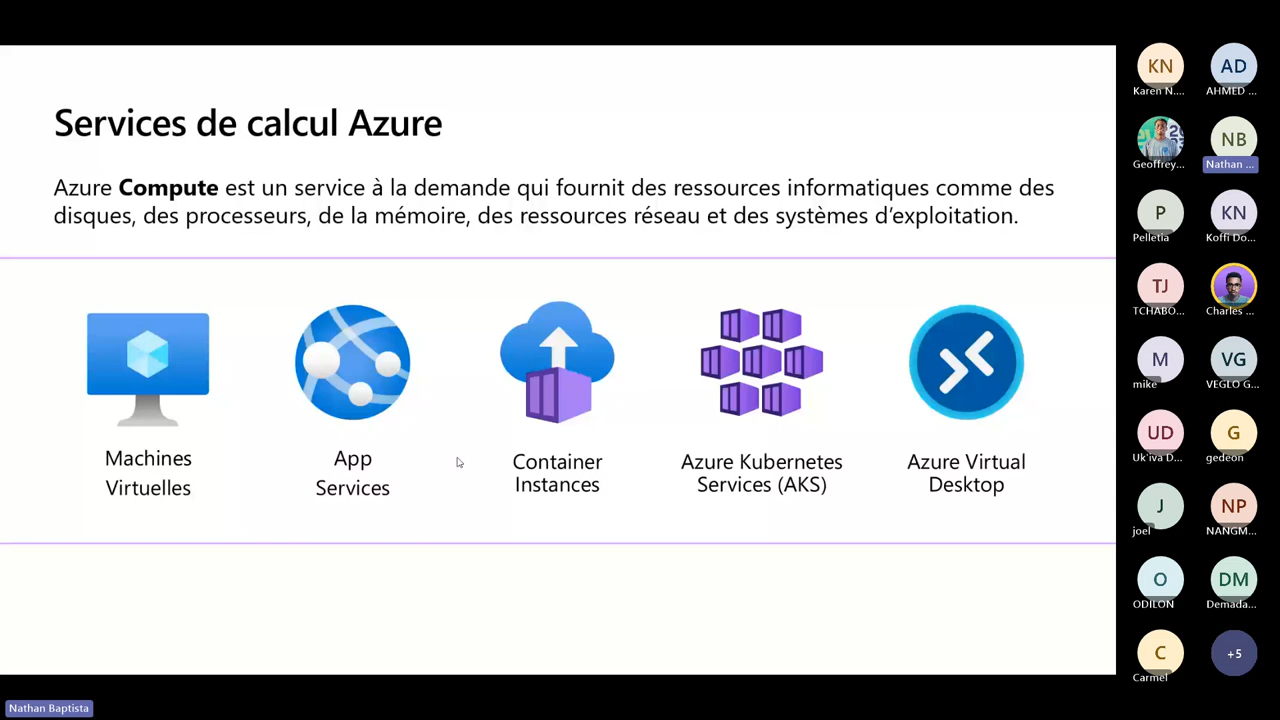 Services de calcul Azure
Azure Compute est un service à la demande qui fournit des ressources informatiques comme des
disques, des processeurs, de la mémoire, des ressources réseau et des systèmes d'exploitation.
Machines
Virtuelles
App
Services
Container
Instances
Azure Kubernetes
Services (AKS)
Azure Virtual
Desktop
KN
Karen N....
AD
AHMED ...
Geoffrey...
NB
Nathan ...
P
Pelletia
KN
Koffi Do...
TJ
TCHABO...
Charles ...
M
mike
VG
VEGLO G...
UD
Uk'iva D...
G
gedeon
J
joel
NP
NANGM...
O
ODILON
DM
Demada...
C
Carmel
+5
Nathan Baptista